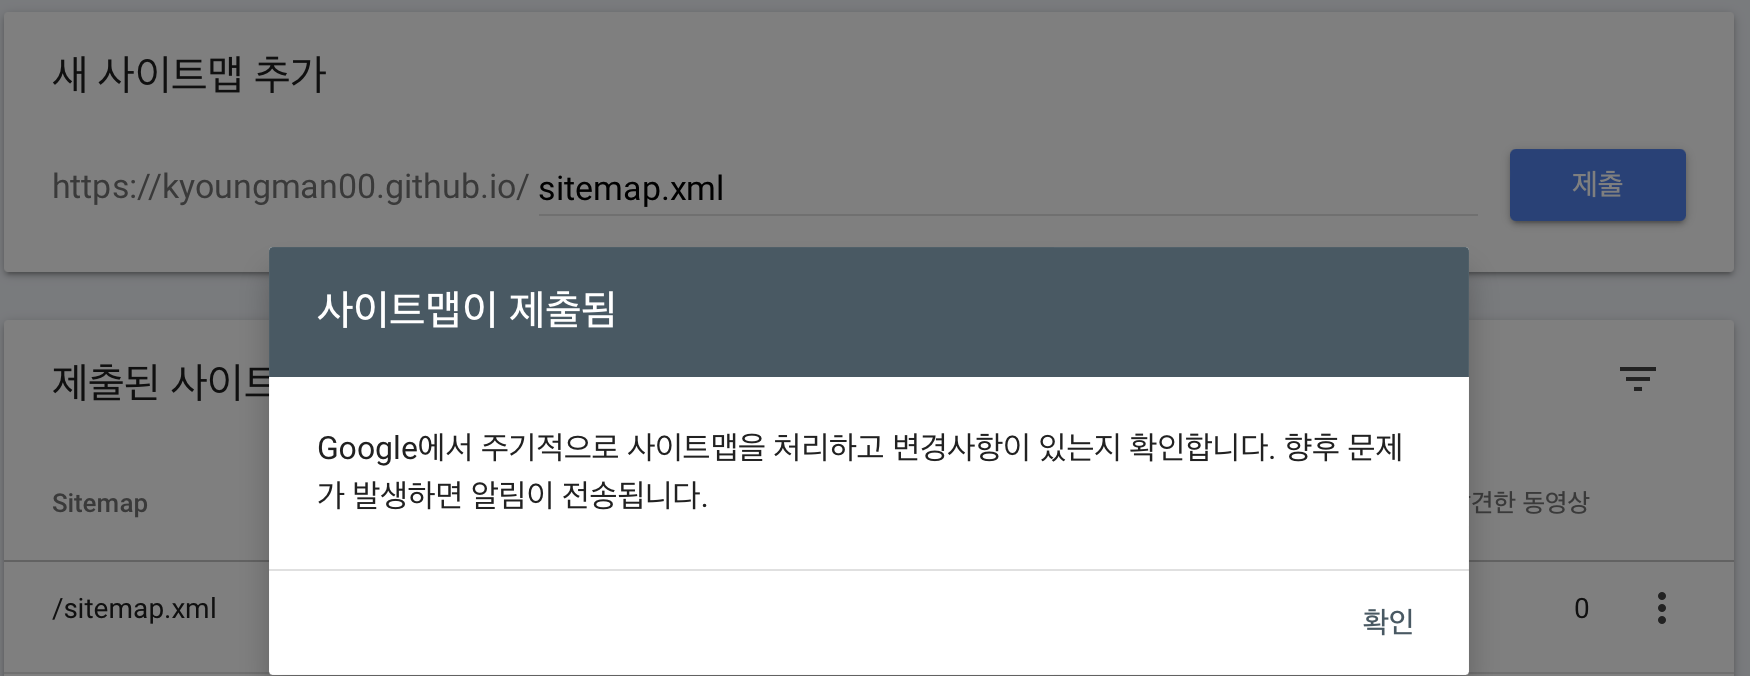 새 사이트맵 추가
https://kyoungman00.github.io/ sitemap.xml
제출
사이트맵이 제출됨
제출된 사이트
Google에서 주기적으로 사이트맵을 처리하고 변경사항이 있는지 확인합니다. 향후 문제
가 발생하면 알림이 전송됩니다.
Sitemap
견한 동영상
/sitemap.xml
0
확인